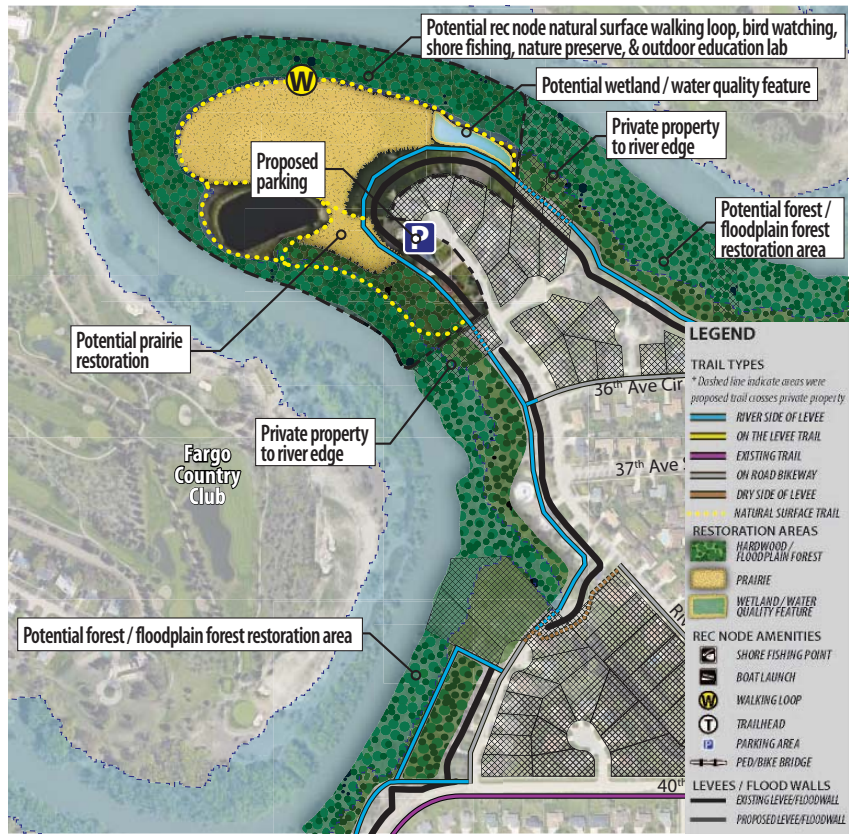 Potential rec node natural surface walking loop, bird watching,
shore fishing, nature preserve, & outdoor education lab
W
Potential wetland / water quality feature
Private property
to river edge
Proposed
parking
P
Potential forest /
floodplain forest
restoration area
Potential prairie
restoration
Private property
to river edge
Fargo
Country
Club
36th Ave Cir
37th Ave S
Potential forest / floodplain forest restoration area
40th
LEGEND
TRAIL TYPES
* Dashed line indicate areas were
proposed trail crosses private property
RIVER SIDE OF LEVEE
ON THE LEVEE TRAIL
EXISTING TRAIL
ON ROAD BIKEWAY
DRY SIDE OF LEVEE
NATURAL SURFACE TRAIL
RESTORATION AREAS
HARDWOOD /
FLOODPLAIN FOREST
PRAIRIE
WETLAND / WATER
QUALITY FEATURE
REC NODE AMENITIES
SHORE FISHING POINT
BOAT LAUNCH
W WALKING LOOP
T TRAILHEAD
P PARKING AREA
PED/BIKE BRIDGE
LEVEES / FLOOD WALLS
EXISTING LEVEE/FLOODWALL
PROPOSED LEVEE/FLOODWALL